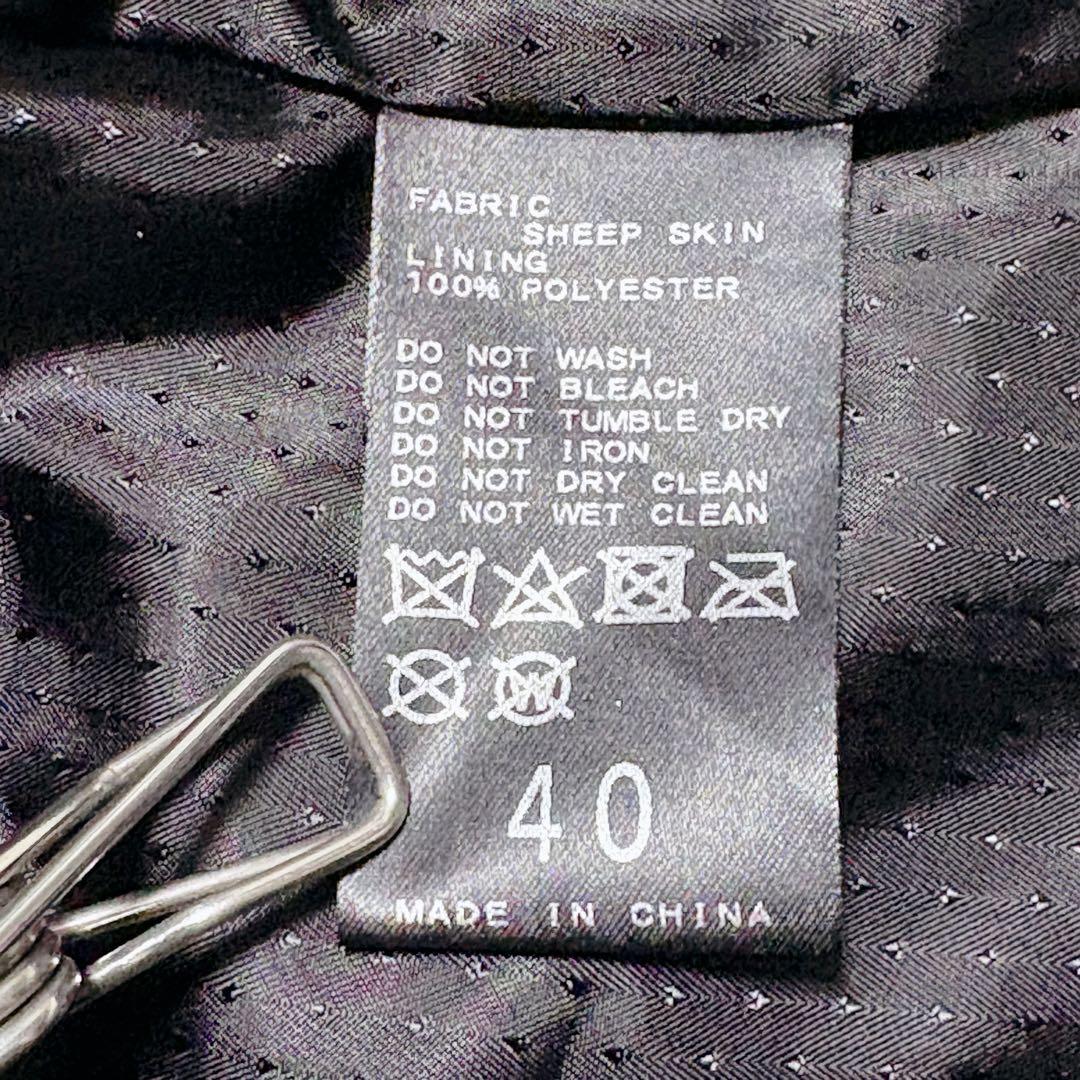 FABRIC
SHEEP SKIN
LINING
100% POLYESTER
DO NOT WASH
DO NOT BLEACH
DO NOT TUMBLE DRY
DO NOT IRON
DO NOT DRY CLEAN
DO NOT WET CLEAN
W
40
MADE IN CHINA